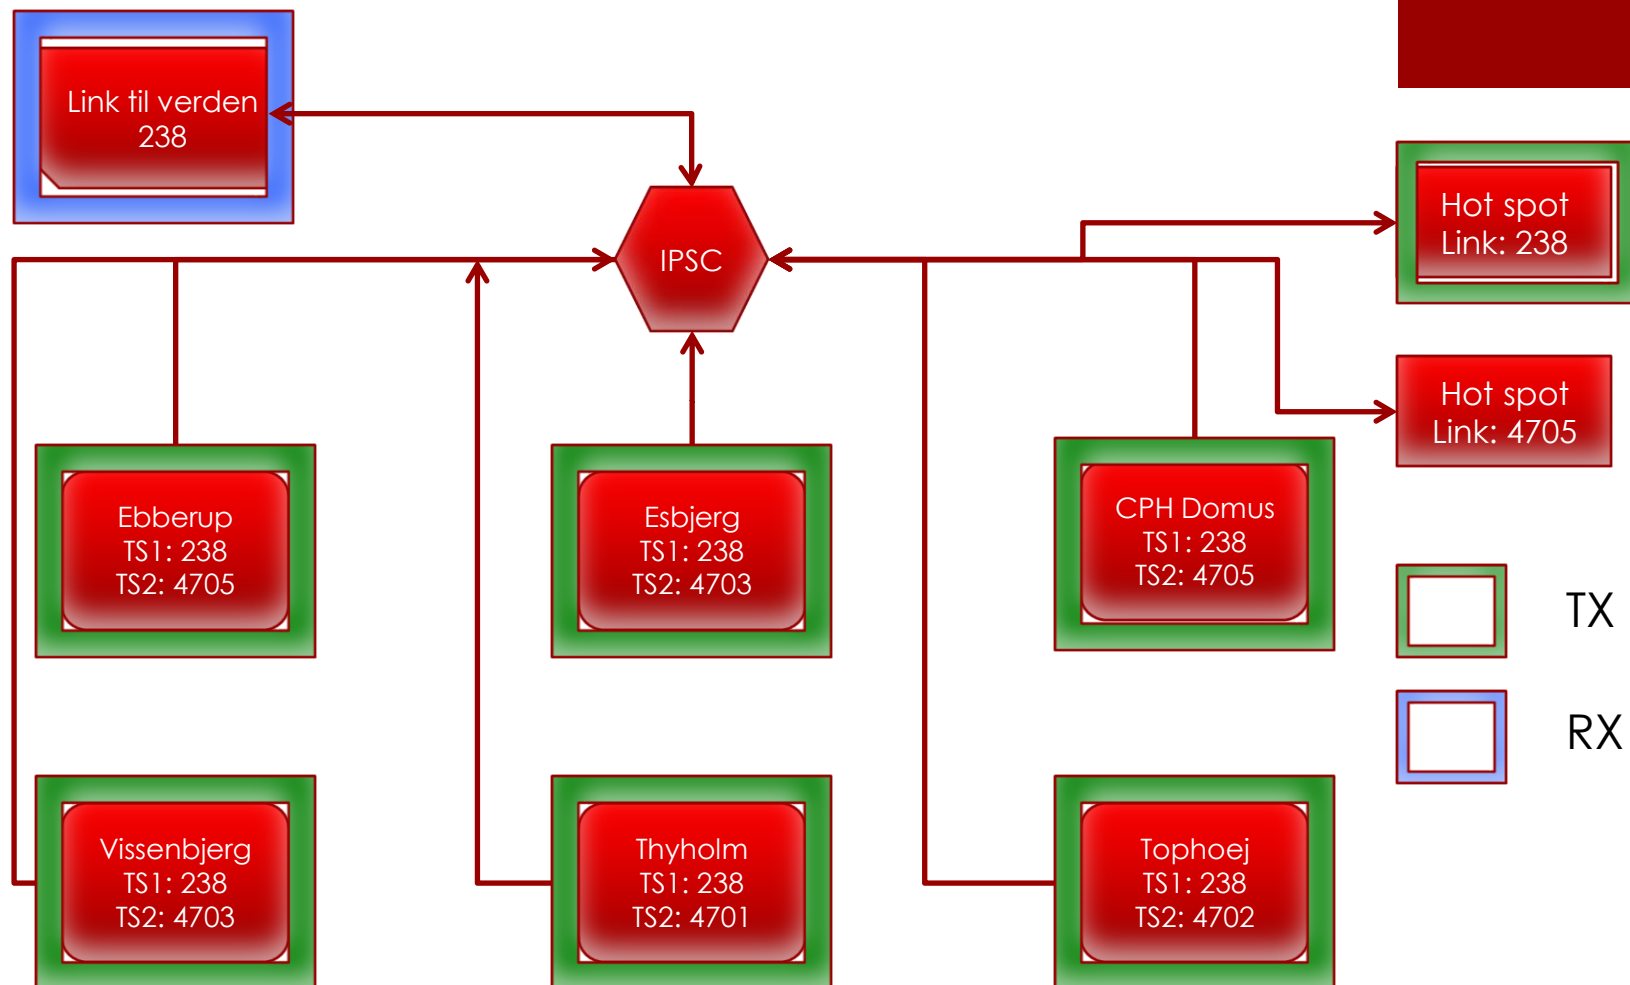 Link til verden
238
IPSC
Hot spot
Link: 238
Hot spot
Link: 4705
Ebberup
TS1: 238
TS2: 4705
Esbjerg
TS1: 238
TS2: 4703
CPH Domus
TS1: 238
TS2: 4705
TX
RX
Vissenbjerg
TS1: 238
TS2: 4703
Thyholm
TS1: 238
TS2: 4701
Tophoej
TS1: 238
TS2: 4702